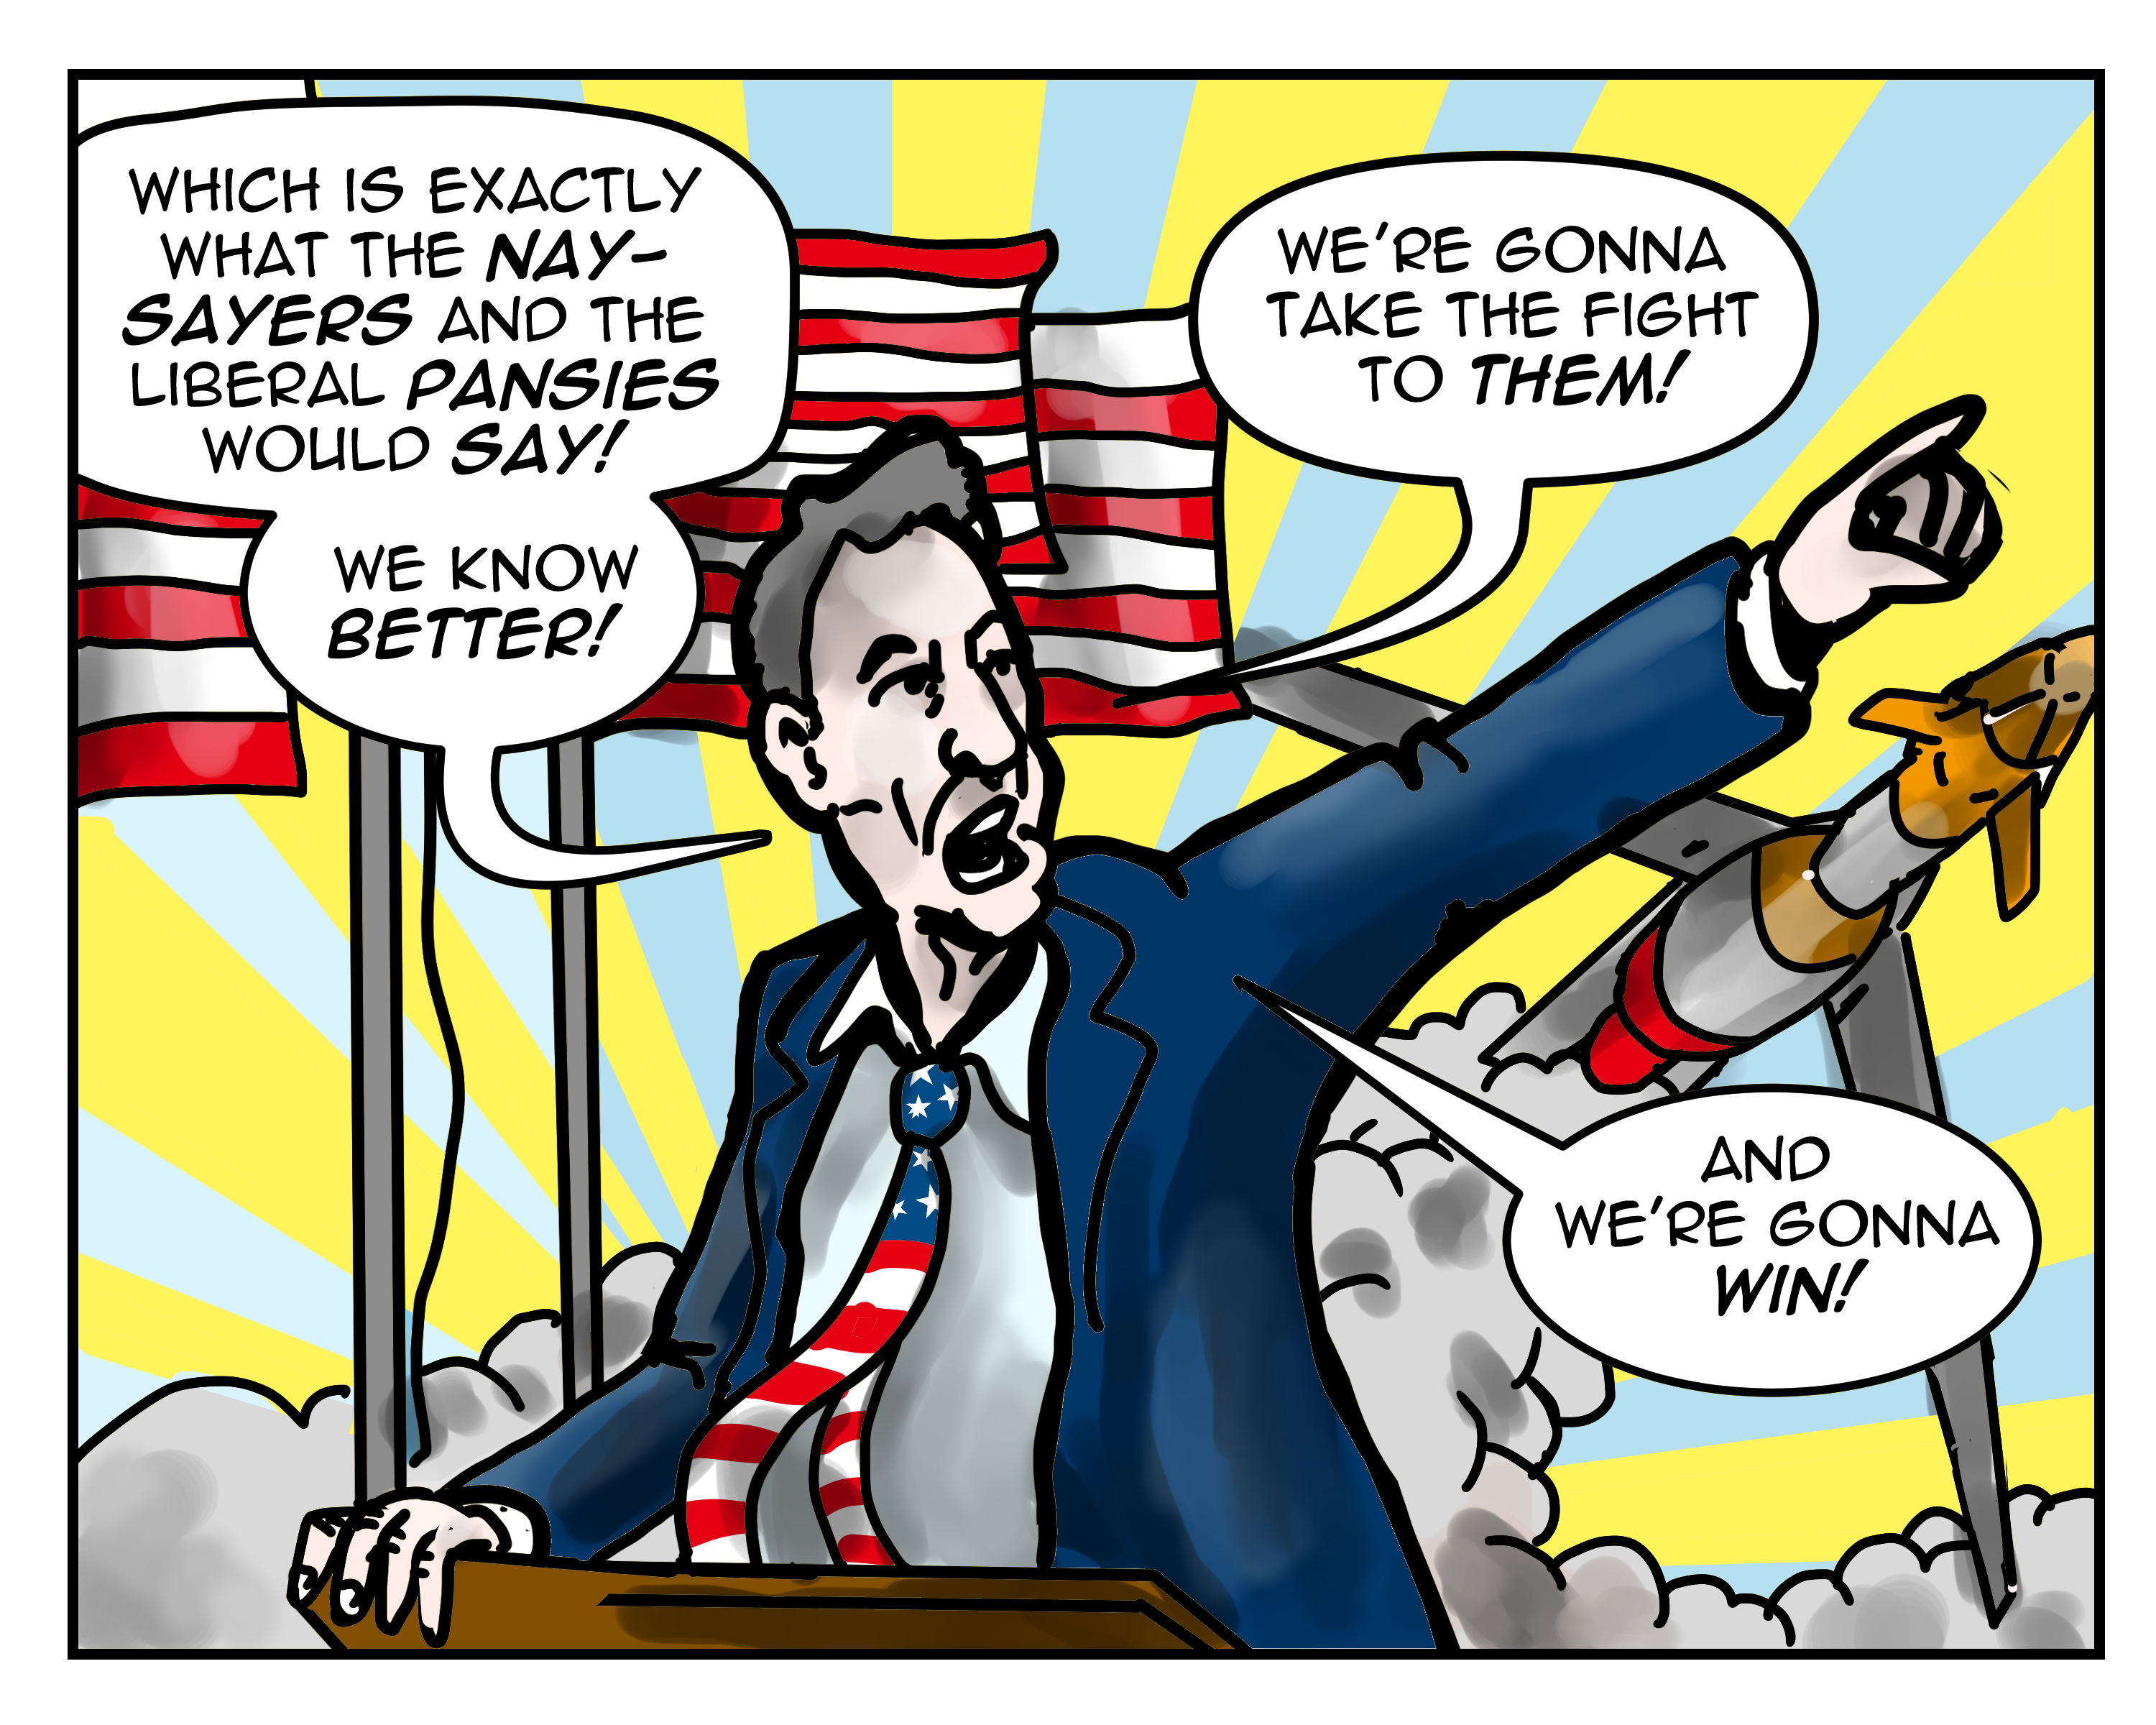 WHICH IS EXACTLY
WHAT THE NAY-
SAYERS AND THE
LIBERAL PANSIES
WOULD SAY!
WE KNOW
BETTER!
WE'RE GONNA
TAKE THE FIGHT
TO THEM!
AND
WE'RE GONNA
WIN!